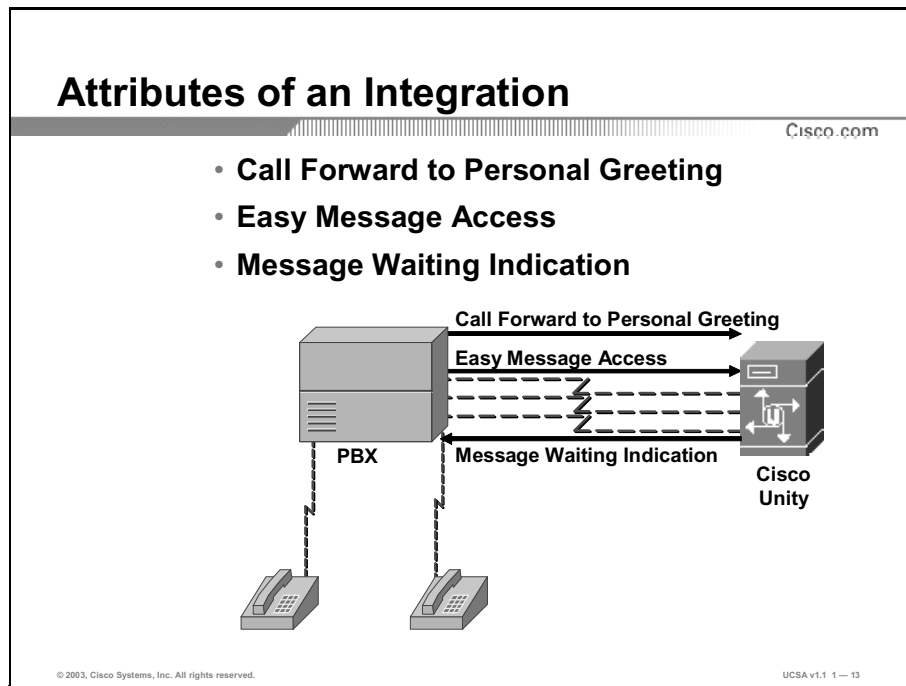 Attributes of an Integration
Cisco.com
• Call Forward to Personal Greeting
• Easy Message Access
• Message Waiting Indication
Call Forward to Personal Greeting
Easy Message Access
Message Waiting Indication
PBX
Cisco
Unity
U
© 2003, Cisco Systems, Inc. All rights reserved.
UCSA v1.1 1 — 13